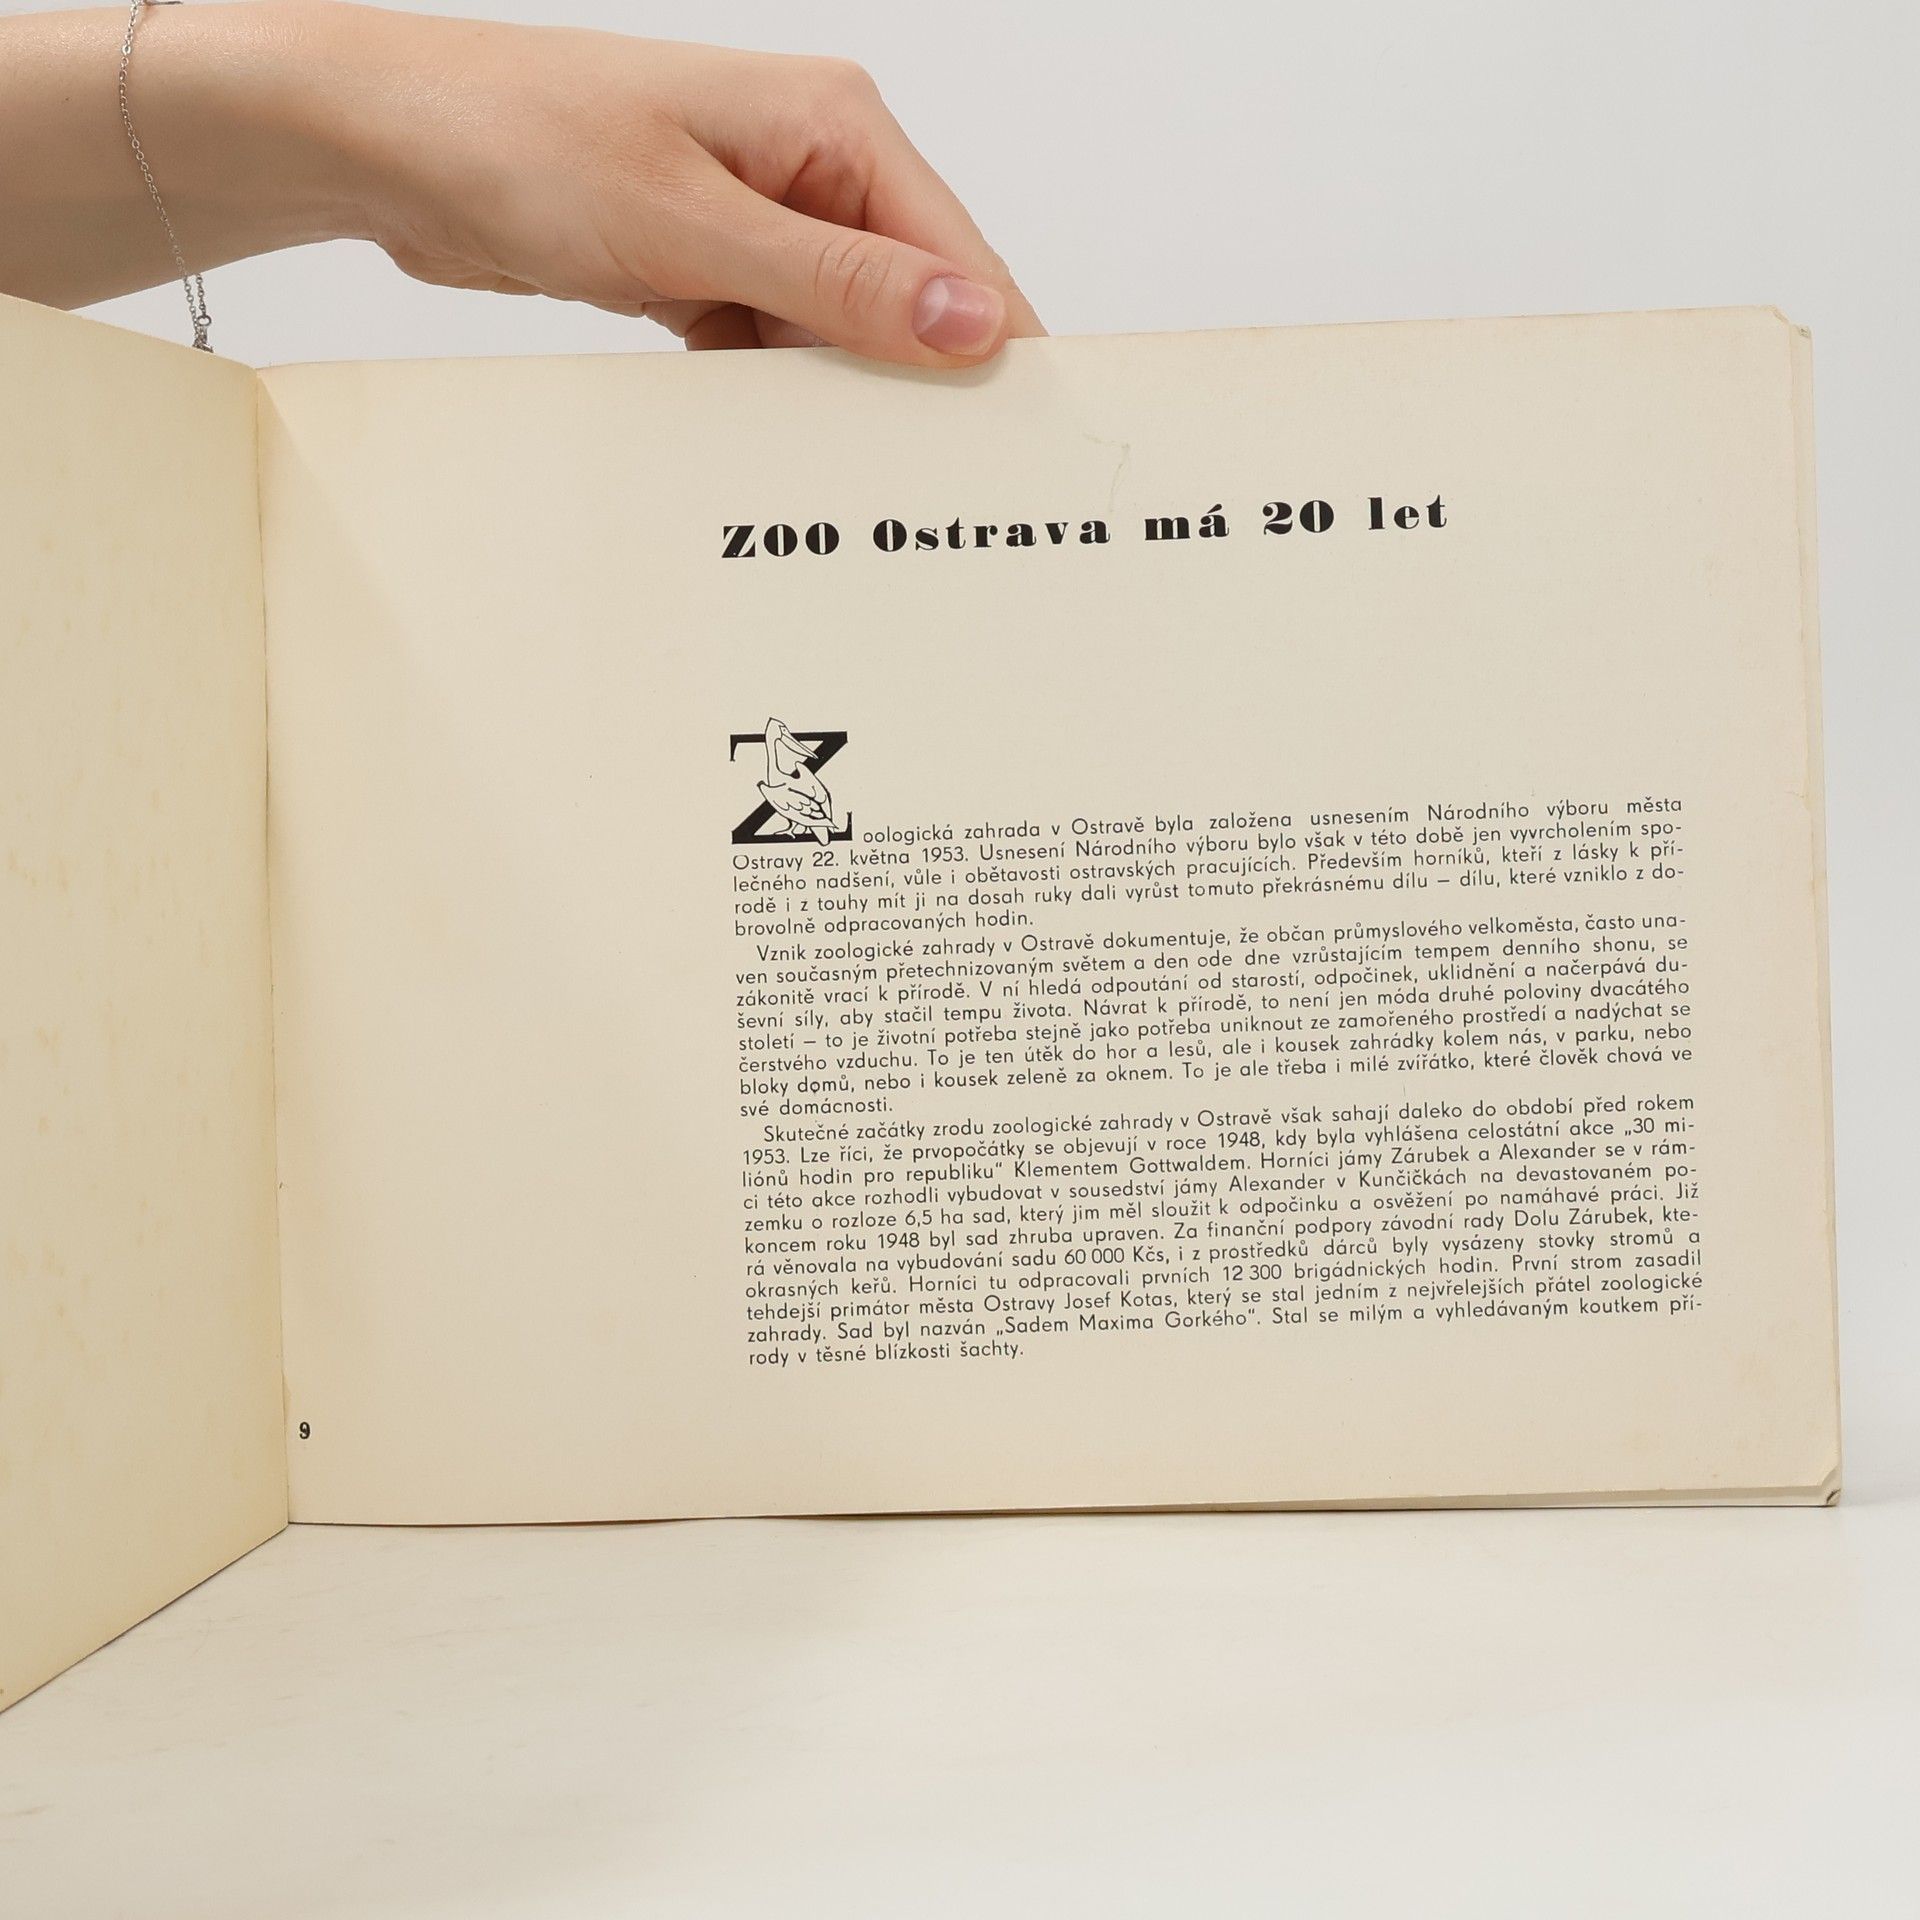 ZOO Ostrava má 20 let
Zoologická zahrada v Ostravě byla založena usnesením Národního výboru města
Ostravy 22. května 1953. Usnesení Národního výboru bylo však v této době jen vyvrcholením spo-
lečného nadšení, vůle i obětavosti ostravských pracujících. Především horníků, kteří z lásky k pří-
rodě i z touhy mít ji na dosah ruky dali vyrůst tomuto překrásnému dílu – dílu, které vzniklo z do-
brovolně odpracovaných hodin.
Vznik zoologické zahrady v Ostravě dokumentuje, že občan průmyslového velkoměsta, často una-
ven současným přetechnizovaným světem a den ode dne vzrůstajícím tempem denního shonu, se
zákonitě vrací k přírodě. V ní hledá odpoutání od starostí, odpočinek, uklidnění a načerpává du-
ševní síly, aby stačil tempu života. Návrat k přírodě, to není jen móda druhé poloviny dvacátého
století – to je životní potřeba stejně jako potřeba uniknout ze zamořeného prostředí a nadýchat se
čerstvého vzduchu. To je ten útěk do hor a lesů, ale i kousek zahrádky kolem nás, v parku, nebo
bloky domů, nebo i kousek zeleně za oknem. To je ale třeba i milé zvířátko, které člověk chová ve
své domácnosti.
Skutečné začátky zrodu zoologické zahrady v Ostravě však sahají daleko do období před rokem
1953. Lze říci, že prvopočátky se objevují v roce 1948, kdy byla vyhlášena celostátní akce „30 mi-
liónů hodin pro republiku“ Klementem Gottwaldem. Horníci jámy Zárubek a Alexander se v rám-
ci této akce rozhodli vybudovat v sousedství jámy Alexander v Kunčičkách na devastovaném po-
zemku o rozloze 6,5 ha sad, který jim měl sloužit k odpočinku a osvěžení po namáhavé práci. Již
koncem roku 1948 byl sad zhruba upraven. Za finanční podpory závodní rady Dolu Zárubek, kte-
rá věnovala na vybudování sadu 60 000 Kčs, i z prostředků dárců byly vysázeny stovky stromů a
okrasných keřů. Horníci tu odpracovali prvních 12 300 brigádnických hodin. První strom zasadil
tehdejší primátor města Ostravy Josef Kotas, který se stal jedním z nejvřelejších přátel zoologické
zahrady. Sad byl nazván „Sadem Maxima Gorkého“. Stal se milým a vyhledávaným koutkem pří-
rody v těsné blízkosti šachty.
9